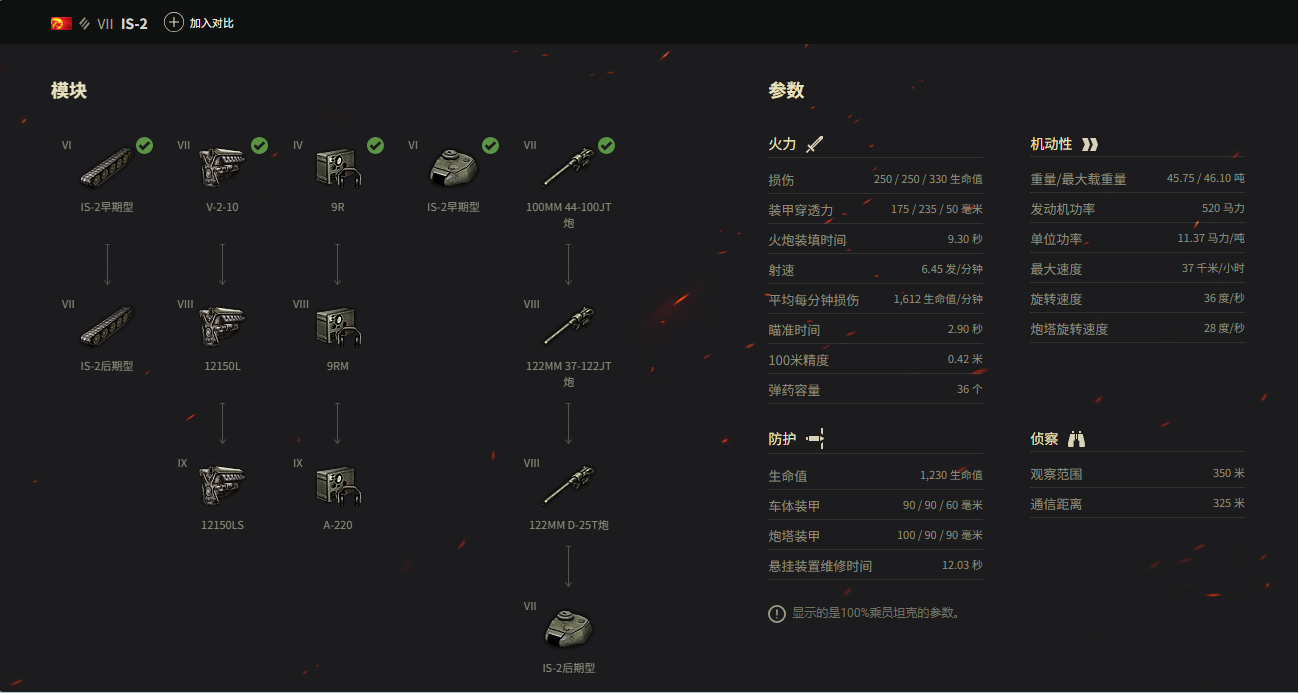 VII IS-2 加入对比
模块
VI VII IV VI VII
IS-2早期型 V-2-10 9R IS-2早期型 100MM 44-100JT
炮
VII VIII VIII VIII
IS-2后期型 12150L 9RM 122MM 37-122JT
炮
IX IX VIII
12150LS A-220 122MM D-25T炮
VII
IS-2后期型
参数
火力
损伤 250 / 250 / 330 生命值
装甲穿透力 175 / 235 / 50 毫米
火炮装填时间 9.30 秒
射速 6.45 发/分钟
平均每分钟损伤 1,612 生命值/分钟
瞄准时间 2.90 秒
100米精度 0.42 米
弹药容量 36 个
机动性
重量/最大载重量 45.75 / 46.10 吨
发动机功率 520 马力
单位功率 11.37 马力/吨
最大速度 37 千米/小时
旋转速度 36 度/秒
炮塔旋转速度 28 度/秒
防护
生命值 1,230 生命值
车体装甲 90 / 90 / 60 毫米
炮塔装甲 100 / 90 / 90 毫米
悬挂装置维修时间 12.03 秒
侦察
观察范围 350 米
通信距离 325 米
显示的是100%乘员坦克的参数。